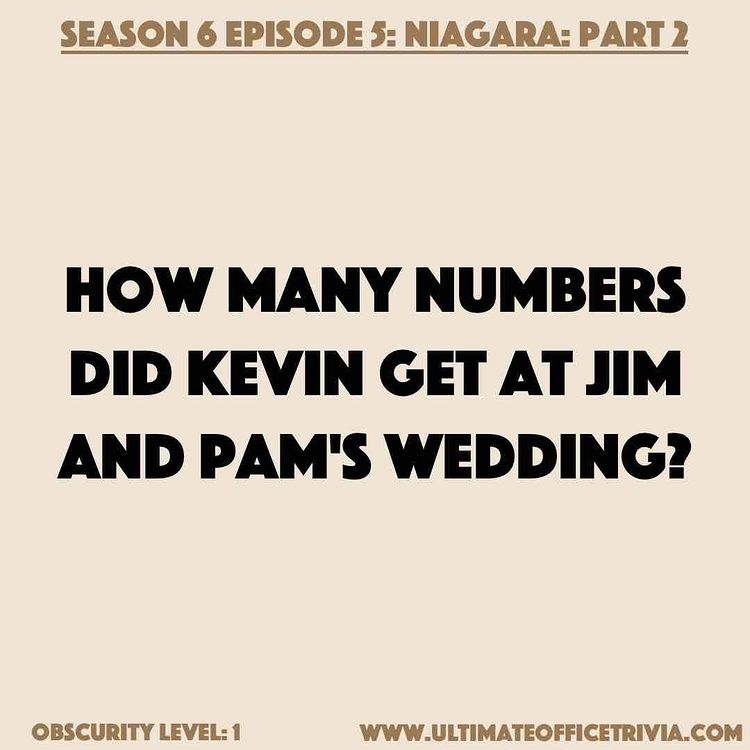 SEASON 6 EPISODE 5: NIAGARA: PART 2
HOW MANY NUMBERS
DID KEVIN GET AT JIM
AND PAM'S WEDDING?
OBSCURITY LEVEL: 1
WWW.ULTIMATEOFFICETRIVIA.COM